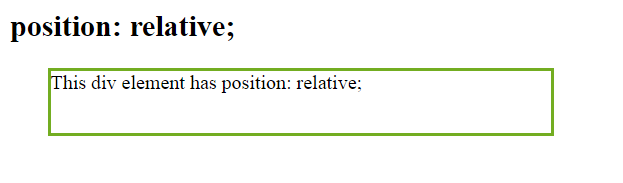 position: relative;
This div element has position: relative;